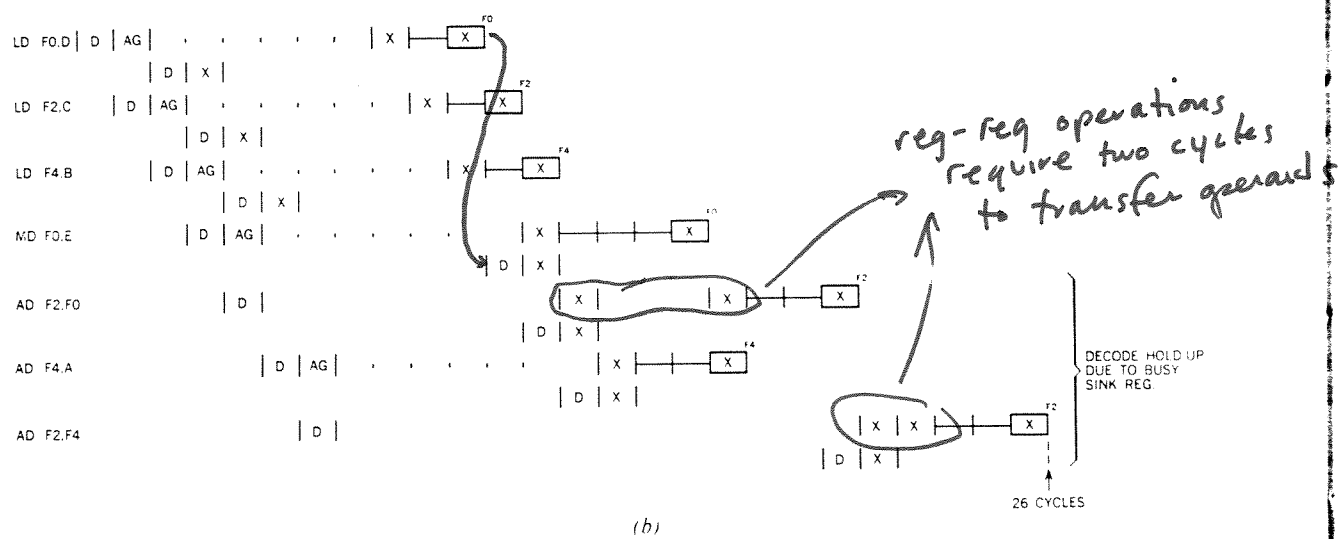 F0
LD F0.D D AG X X
D X
F2
LD F2,C D AG X X
D X
F4
LD F4.B D AG X X
D X
F0
MD F0.E D AG X X
D X
F2
AD F2,F0 D X X X
D X
F4
AD F4.A D AG X X
D X
F2
AD F2,F4 D X X X
D X
reg-reg operations
require two cycles
to transfer operands
DECODE HOLD UP
DUE TO BUSY
SINK REG.
26 CYCLES
(b)